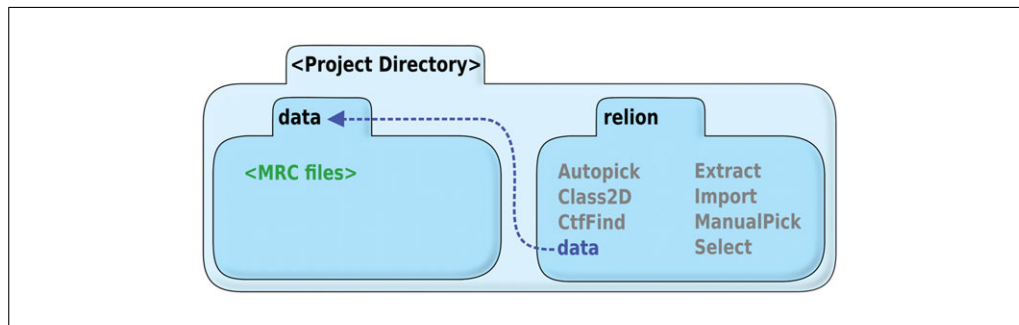 <Project Directory>
data
<MRC files>
relion
Autopick
Class2D
CtfFind
data
Extract
Import
ManualPick
Select